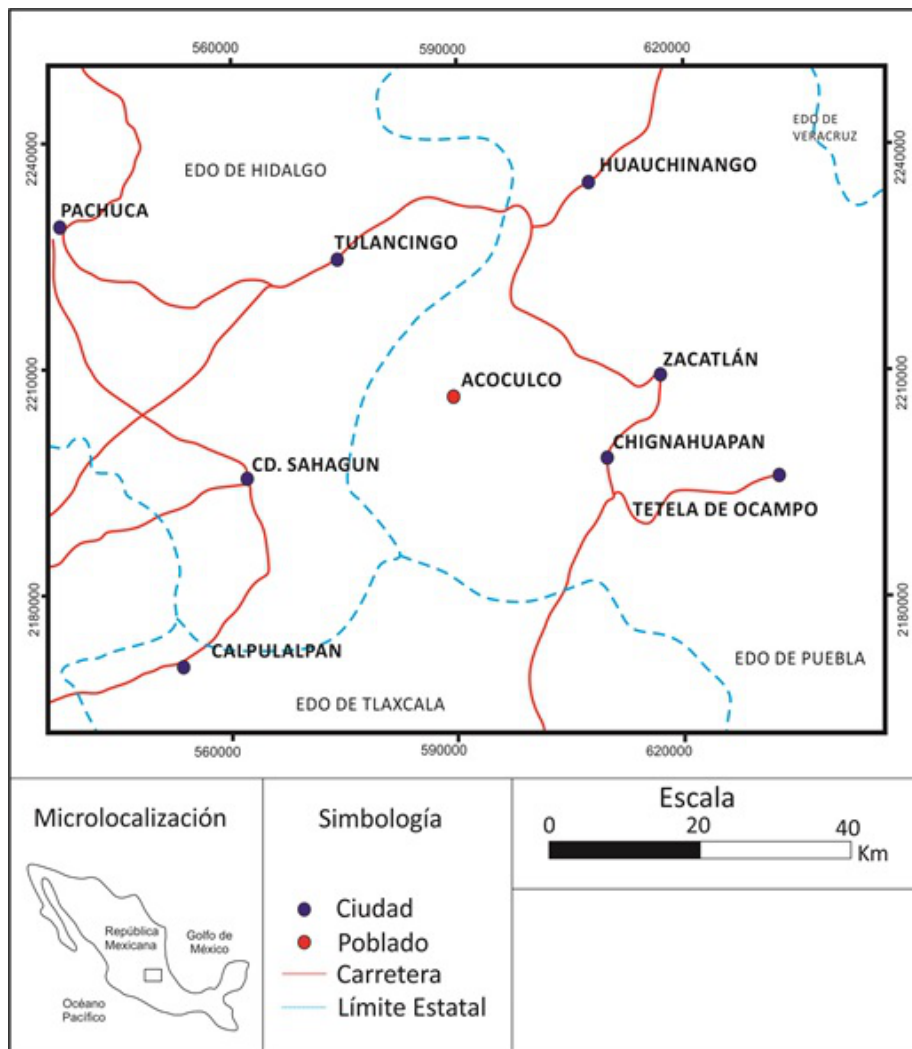 560000
590000
620000
2240000
2210000
2180000
2240000
2210000
2180000
EDO DE
VERACRUZ
EDO DE HIDALGO
HUAUCHINANGO
PACHUCA
TULANCINGO
ZACATLÁN
ACOCULCO
CHIGNAHUAPAN
CD. SAHAGUN
TETELA DE OCAMPO
CALPULALPAN
EDO DE PUEBLA
EDO DE TLAXCALA
560000
590000
620000
Microlocalización
República
Mexicana
Golfo de
México
Océano
Pacífico
Simbología
Ciudad
Poblado
Carretera
Límite Estatal
Escala
0 20 40
Km